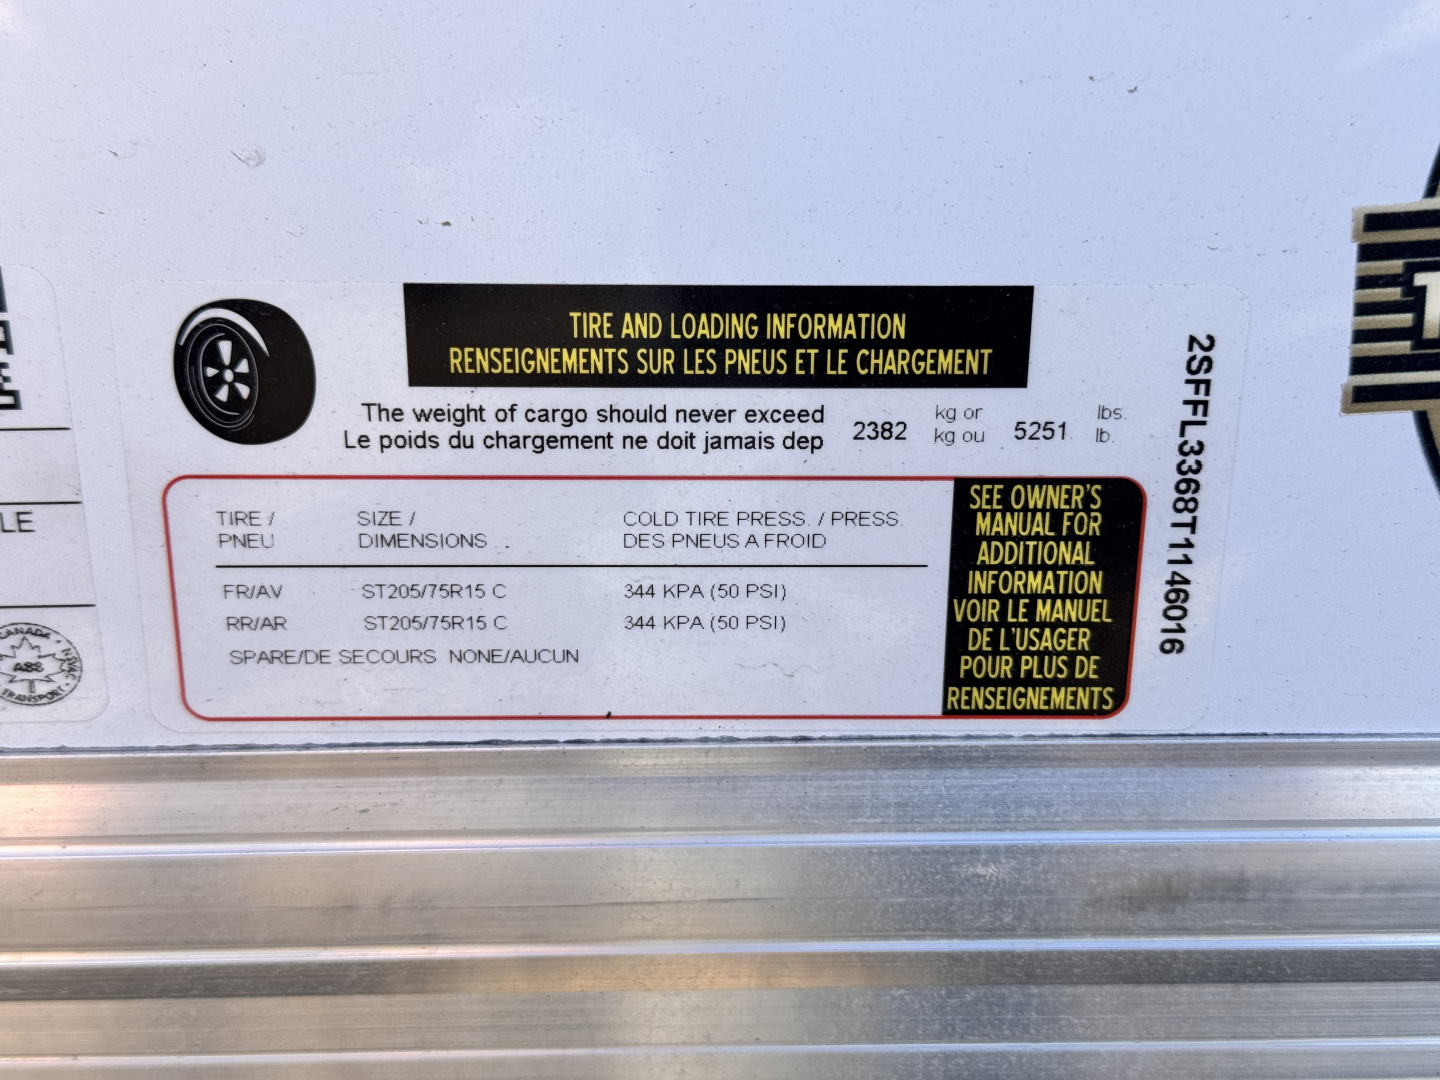 TIRE AND LOADING INFORMATION
RENSEIGNEMENTS SUR LES PNEUS ET LE CHARGEMENT
The weight of cargo should never exceed
Le poids du chargement ne doit jamais dep
2382 kg or
kg ou 5251 lbs.
lb.
TIRE / SIZE / COLD TIRE PRESS. / PRESS.
PNEU DIMENSIONS DES PNEUS A FROID
FR/AV ST205/75R15 C 344 KPA (50 PSI)
RR/AR ST205/75R15 C 344 KPA (50 PSI)
SPARE/DE SECOURS NONE/AUCUN
SEE OWNER'S
MANUAL FOR
ADDITIONAL
INFORMATION
VOIR LE MANUEL
DE L'USAGER
POUR PLUS DE
RENSEIGNEMENTS
2SFFL3368T1146016
LE
CANADA
TRANSPORT